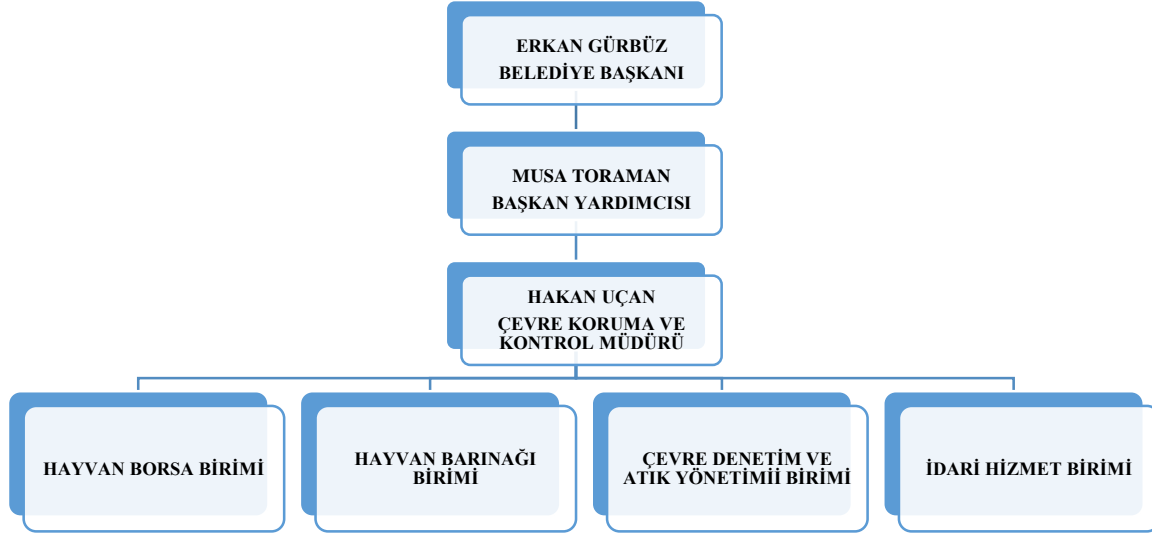 ERKAN GÜRBÜZ
BELEDİYE BAŞKANI
MUSA TORAMAN
BAŞKAN YARDIMCISI
HAKAN UÇAN
ÇEVRE KORUMA VE
KONTROL MÜDÜRÜ
HAYVAN BORSA BİRİMİ
HAYVAN BARINAĞI
BİRİMİ
ÇEVRE DENETİM VE
ATIK YÖNETİMİİ BİRİMİ
İDARİ HİZMET BİRİMİ